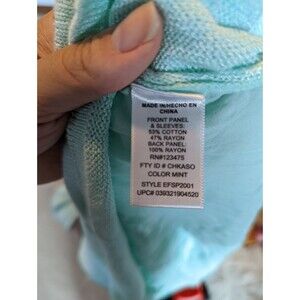 MADE IN/HECHO EN
CHINA
FRONT PANEL
& SLEEVES:
53% COTTON
47% RAYON
BACK PANEL:
100% RAYON
RN#123475
FTY ID # CHKASO
COLOR MINT
STYLE EFSP2001
UPC# 039321904520